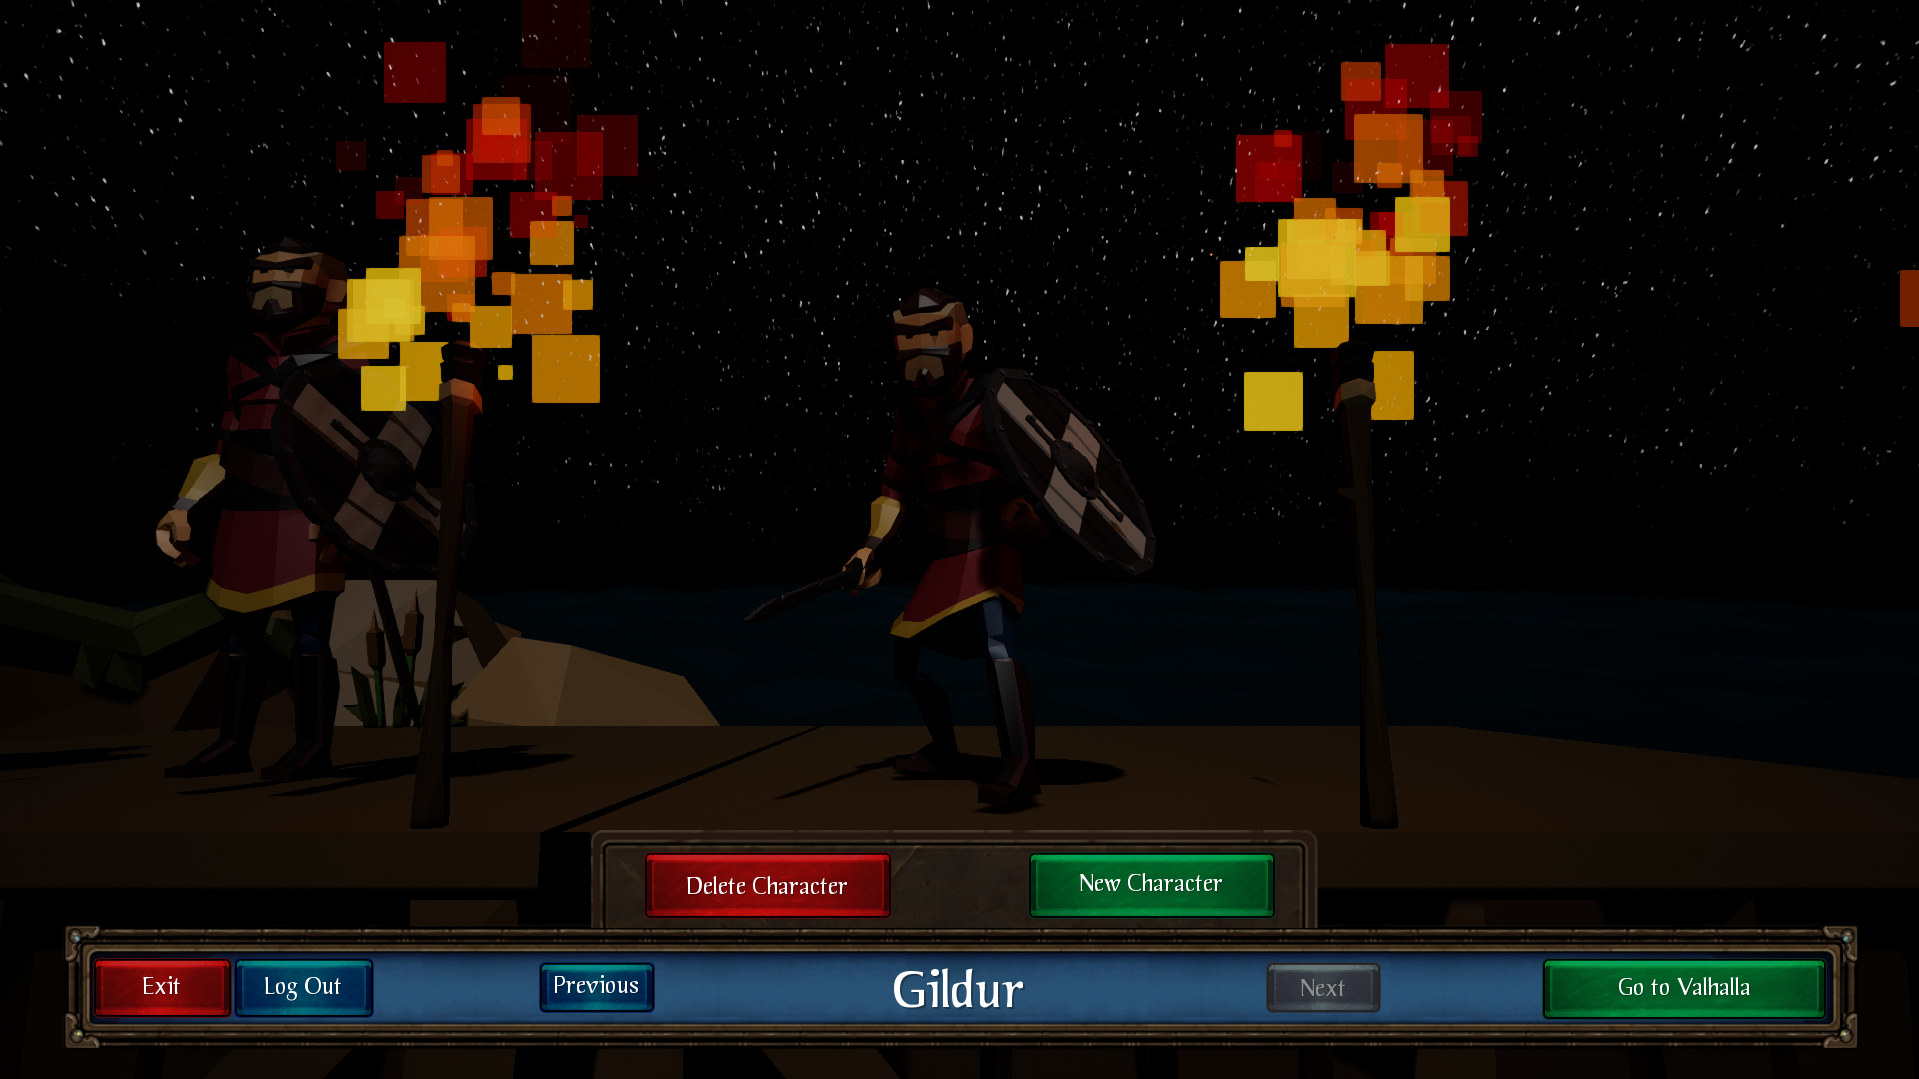 Delete Character
New Character
Exit
Log Out
Previous
Gildur
Next
Go to Valhalla